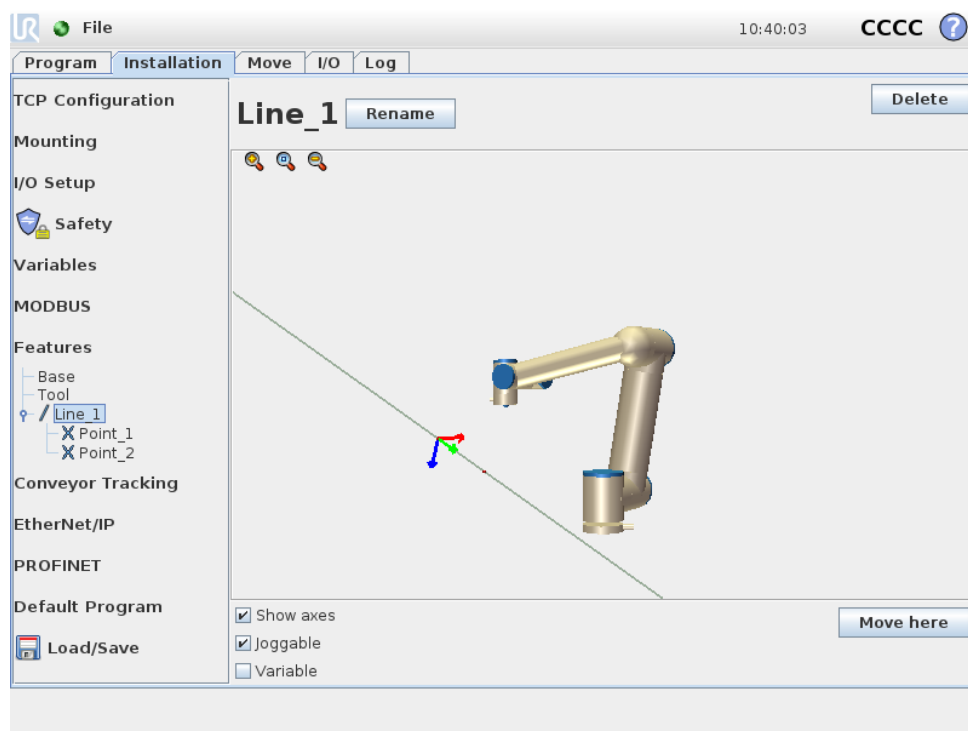 UR File 10:40:03 CCCC ?
Program Installation Move I/O Log
TCP Configuration
Mounting
I/O Setup
Safety
Variables
MODBUS
Features
Base
Tool
Line_1
Point_1
Point_2
Conveyor Tracking
EtherNet/IP
PROFINET
Default Program
Load/Save
Line_1 Rename Delete
Show axes
Joggable
Variable
Move here